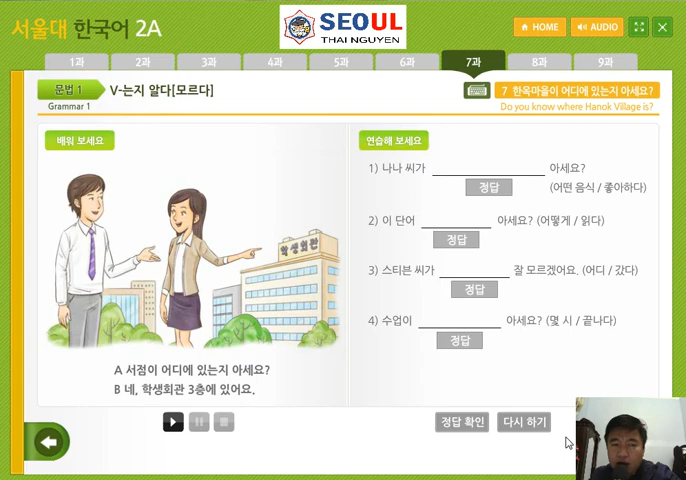 서울대 한국어 2A
SEOUL
THAI NGUYEN
HOME
AUDIO
1과 2과 3과 4과 5과 6과 7과 8과 9과
문법 1
Grammar 1
V-는지 알다[모르다]
7 한옥마을이 어디에 있는지 아세요?
Do you know where Hanok Village is?
배워 보세요
학생회관
A 서점이 어디에 있는지 아세요?
B 네, 학생회관 3층에 있어요.
연습해 보세요
1) 나나 씨가 아세요?
정답
(어떤 음식 / 좋아하다)
2) 이 단어 아세요? (어떻게 / 읽다)
정답
3) 스티븐 씨가 잘 모르겠어요. (어디 / 갔다)
정답
4) 수업이 아세요? (몇 시 / 끝나다)
정답
정답 확인
다시 하기